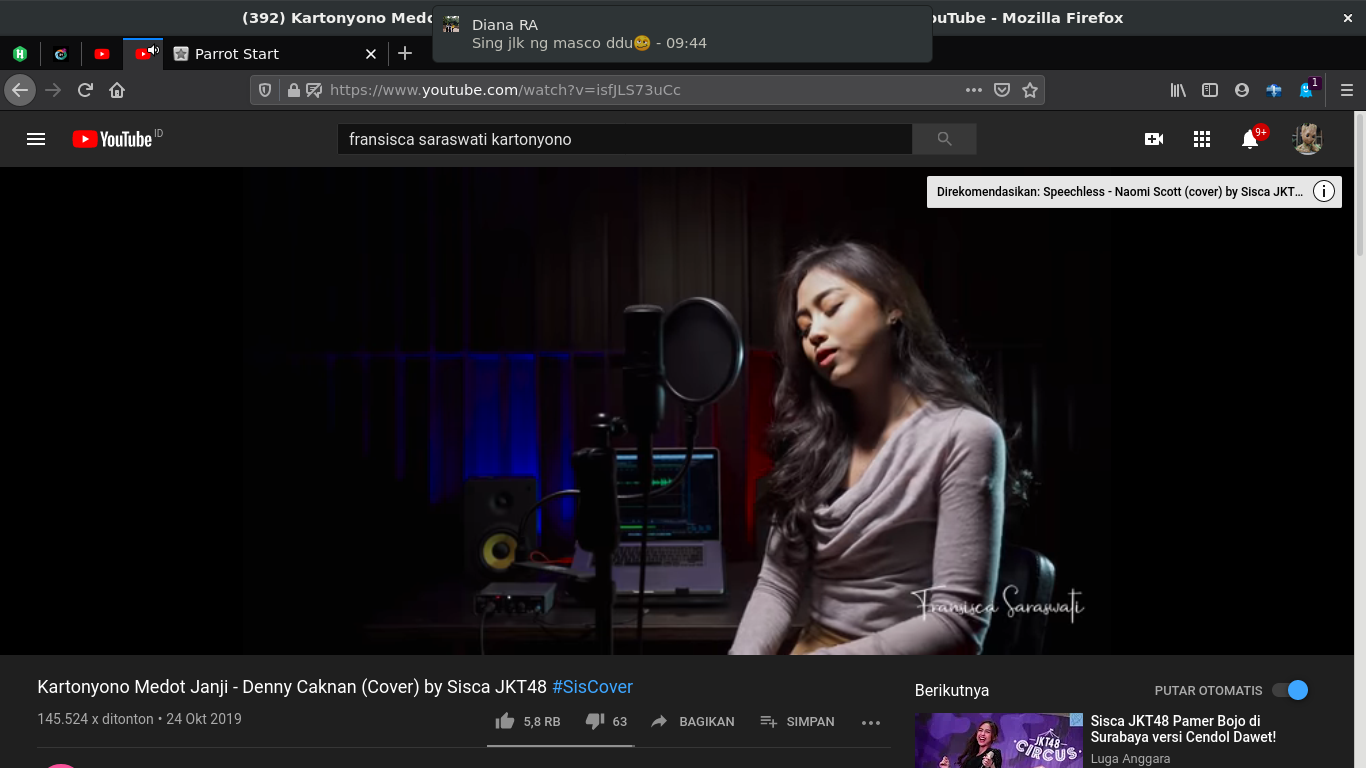 (392) Kartonyono Medo
ouTube - Mozilla Firefox
Diana RA
Sing jlk ng masco ddu🥴 - 09:44
Parrot Start
https://www.youtube.com/watch?v=isfJLS73uCc
1
YouTube ID
fransisca saraswati kartonyono
9+
Direkomendasikan: Speechless - Naomi Scott (cover) by Sisca JKT...
Fransisca Saraswati
Kartonyono Medot Janji - Denny Caknan (Cover) by Sisca JKT48 #SisCover
145.524 x ditonton • 24 Okt 2019
5,8 RB
63
BAGIKAN
SIMPAN
Berikutnya
PUTAR OTOMATIS
JKT48
CIRCUS
Sisca JKT48 Pamer Bojo di
Surabaya versi Cendol Dawet!
Luga Anggara